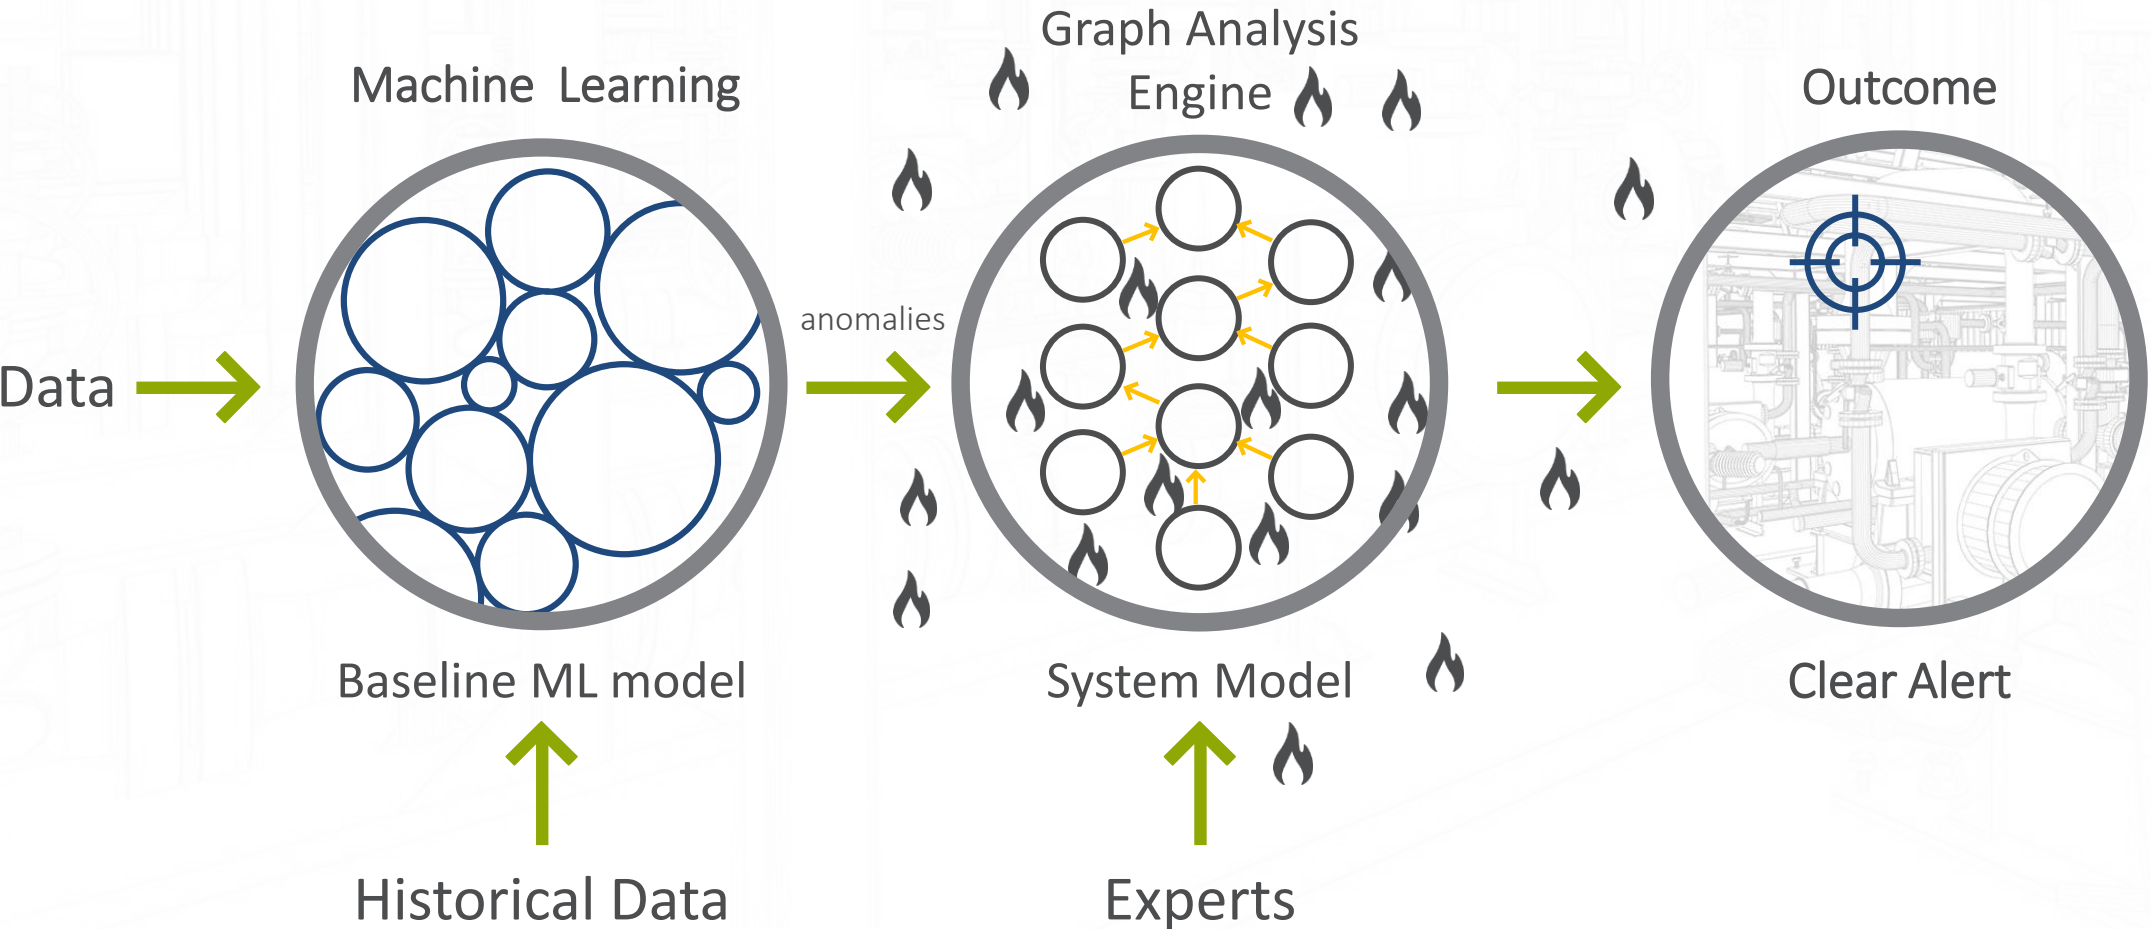 Graph Analysis
Engine
Machine Learning
Outcome
anomalies
Data
Baseline ML model
System Model
Clear Alert
Historical Data
Experts